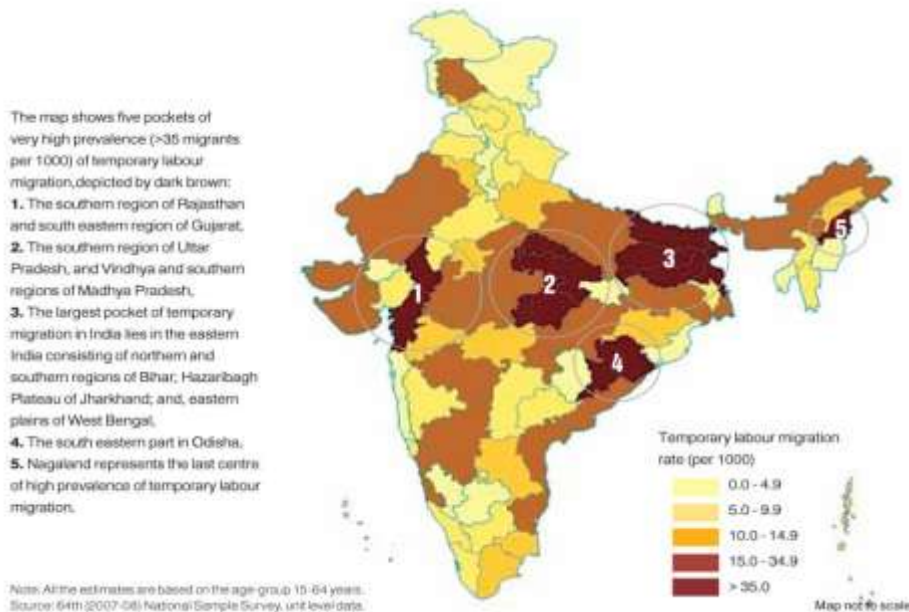 The map shows five pockets of
very high prevalence (>35 migrants
per 1000) of temporary labour
migration,depicted by dark brown:
1. The southern region of Rajasthan
and south eastern region of Gujarat,
2. The southern region of Uttar
Pradesh, and Vindhya and southern
regions of Madhya Pradesh,
3. The largest pocket of temporary
migration in India lies in the eastern
India consisting of northern and
southern regions of Bihar; Hazaribagh
Plateau of Jharkhand; and, eastern
plains of West Bengal,
4. The south eastern part in Odisha,
5. Nagaland represents the last centre
of high prevalence of temporary labour
migration.
Note: All the estimates are based on the age-group 15-64 years.
Source: 64th (2007-08) National Sample Survey, unit level data.
1
2
3
4
5
Temporary labour migration
rate (per 1000)
0.0 - 4.9
5.0 - 9.9
10.0 - 14.9
15.0 - 34.9
> 35.0
Map not to scale